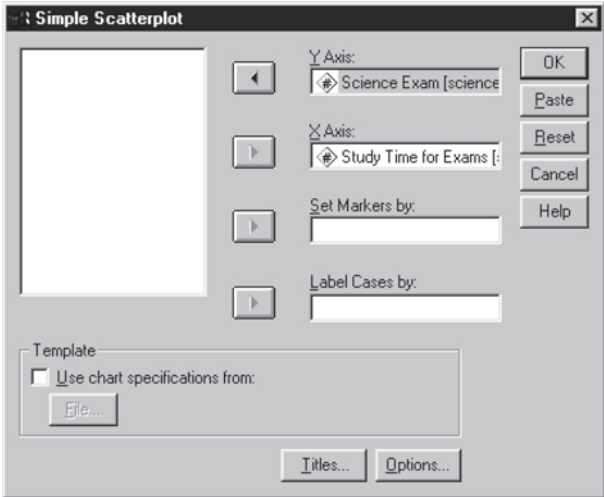 Simple Scatterplot
Y Axis:
# Science Exam [science
X Axis:
# Study Time for Exams [s
Set Markers by:
Label Cases by:
OK
Paste
Reset
Cancel
Help
Template
Use chart specifications from:
File...
Titles...
Options...